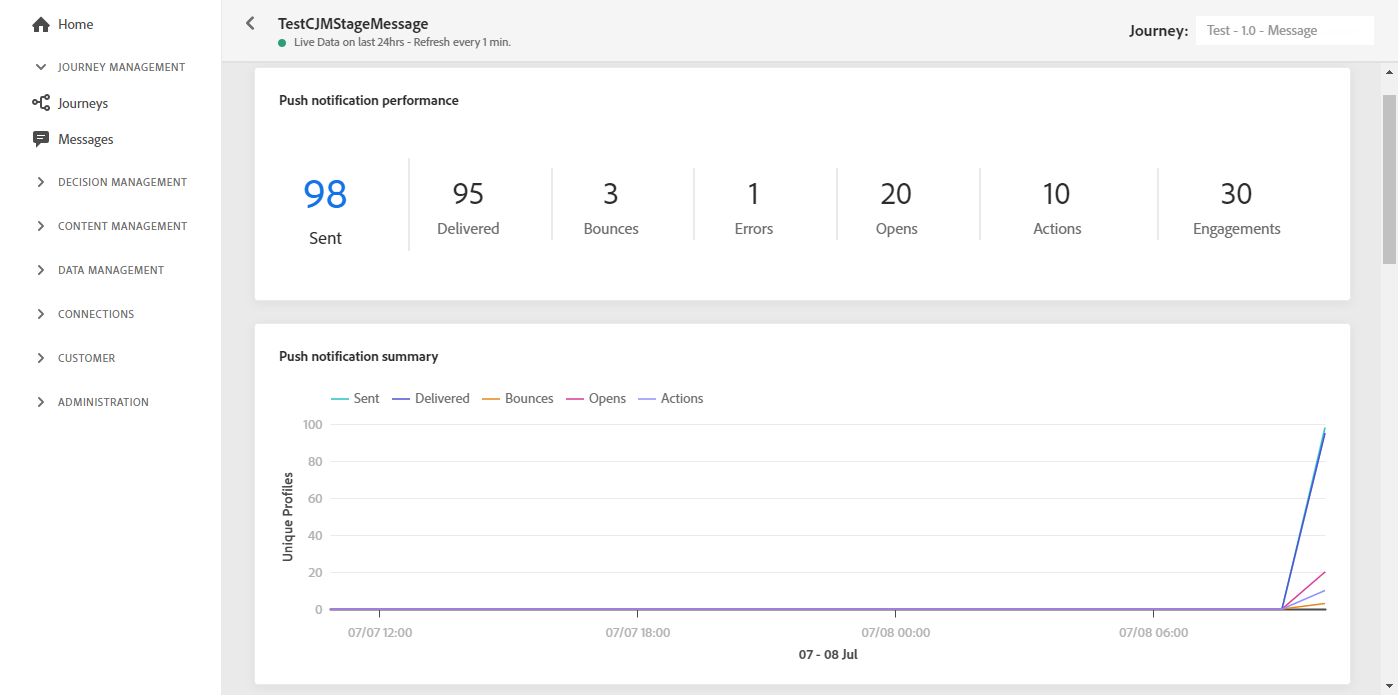 Home
JOURNEY MANAGEMENT
Journeys
Messages
DECISION MANAGEMENT
CONTENT MANAGEMENT
DATA MANAGEMENT
CONNECTIONS
CUSTOMER
ADMINISTRATION
TestCJMStageMessage
Live Data on last 24hrs - Refresh every 1 min.
Journey: Test - 1.0 - Message
Push notification performance
98 95 3 1 20 10 30
Sent Delivered Bounces Errors Opens Actions Engagements
Push notification summary
Sent Delivered Bounces Opens Actions
100
80
60
40
20
0
Unique Profiles
07/07 12:00 07/07 18:00 07/08 00:00 07/08 06:00
07 - 08 Jul